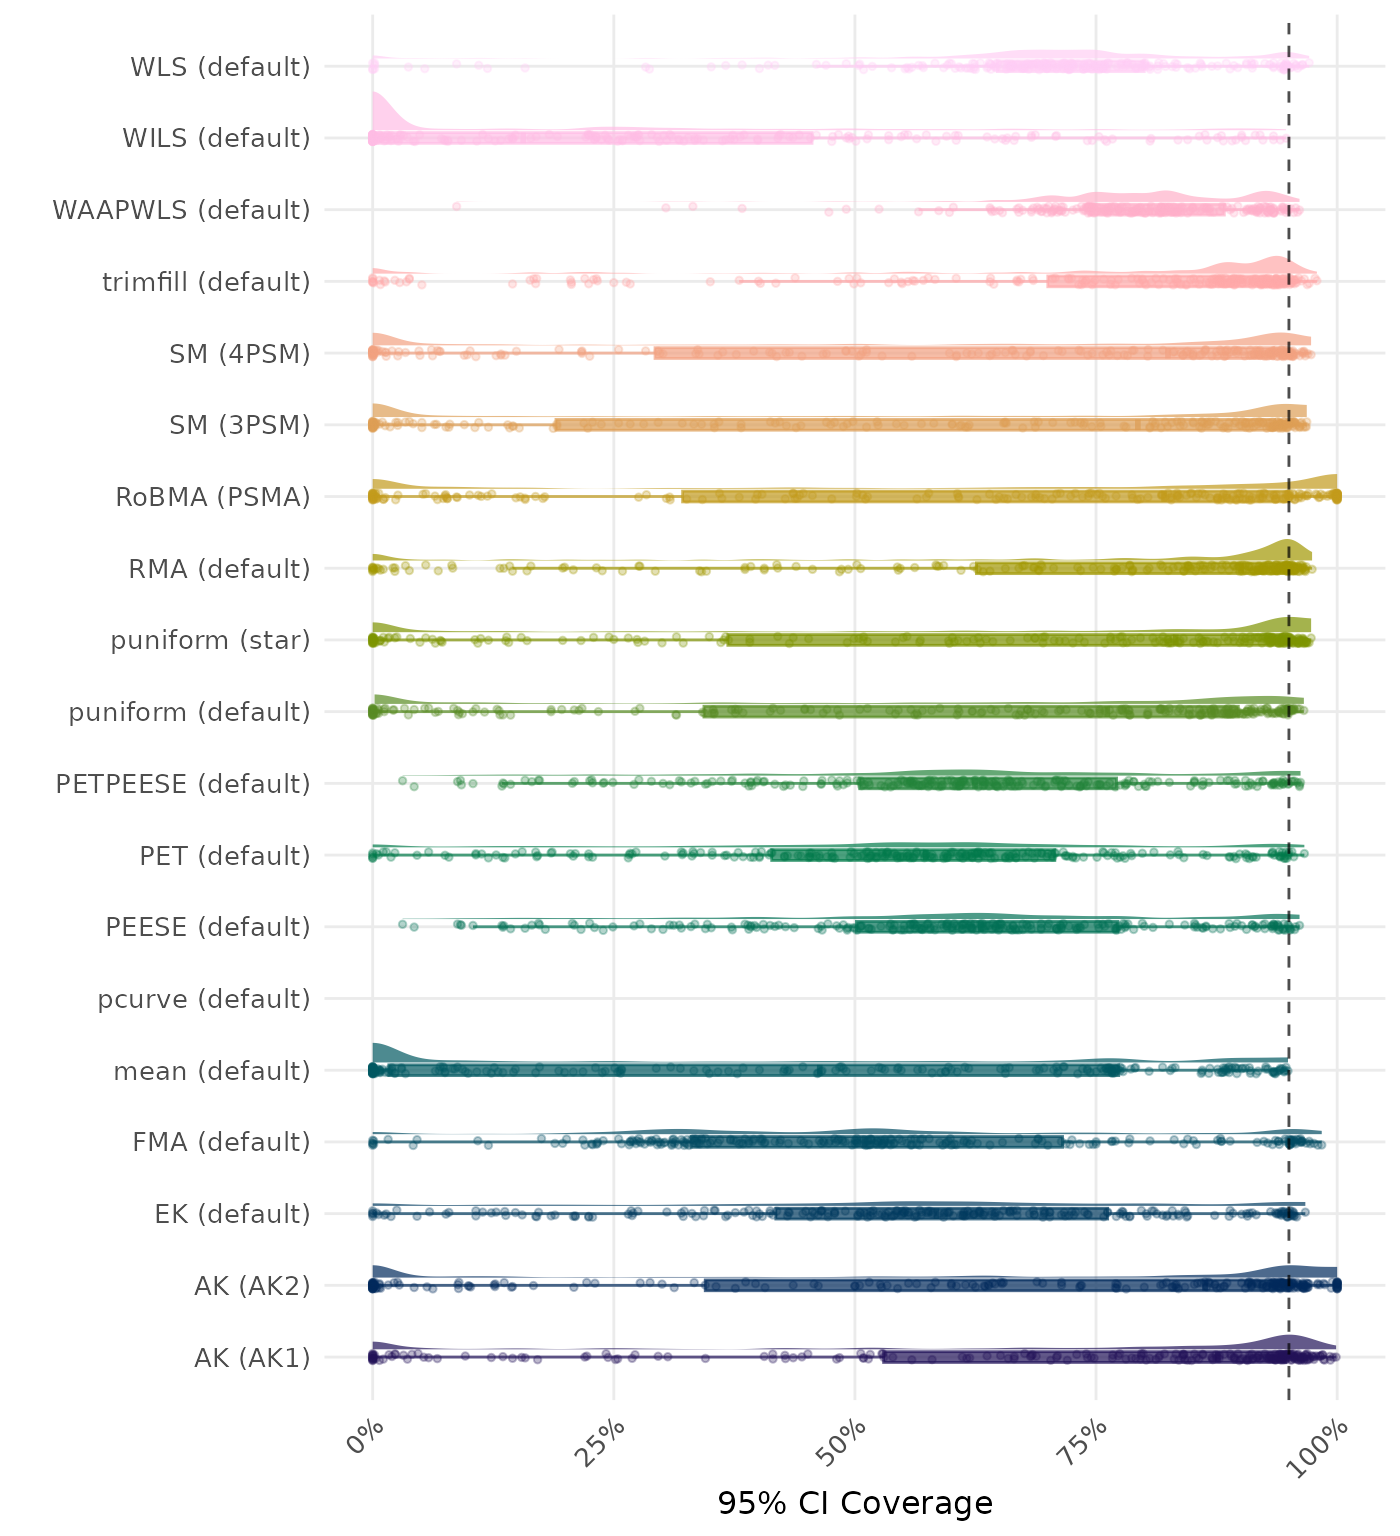 WLS (default)
WILS (default)
WAAPWLS (default)
trimfill (default)
SM (4PSM)
SM (3PSM)
RoBMA (PSMA)
RMA (default)
puniform (star)
puniform (default)
PETPEESE (default)
PET (default)
PEESE (default)
pcurve (default)
mean (default)
FMA (default)
EK (default)
AK (AK2)
AK (AK1)
0% 25% 50% 75% 100%
95% CI Coverage